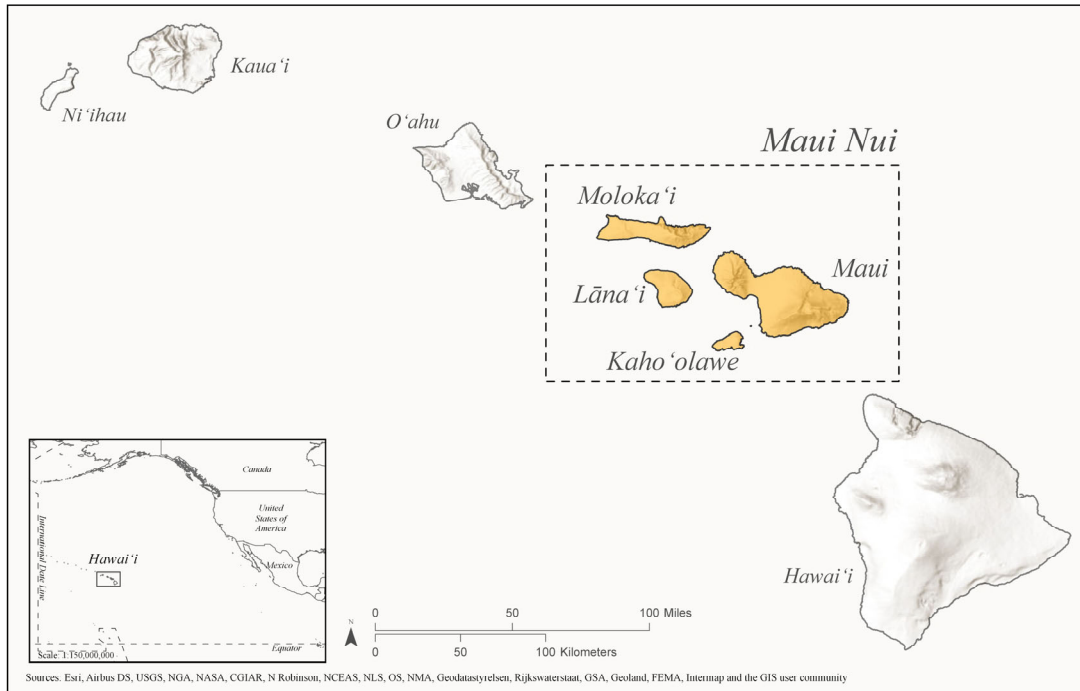 Kauaʻi
Niʻihau
Oʻahu
Maui Nui
Molokaʻi
Maui
Lānaʻi
Kahoʻolawe
Hawaiʻi
Canada
United
States of
America
Mexico
Hawaiʻi
International Date line
Equator
Scale: 1:150,000,000
N
0 50 100 Miles
0 50 100 Kilometers
Sources. Esri, Airbus DS, USGS, NGA, NASA, CGIAR, N Robinson, NCEAS, NLS, OS, NMA, Geodatastyrelsen, Rijkswaterstaat, GSA, Geoland, FEMA, Intermap and the GIS user community